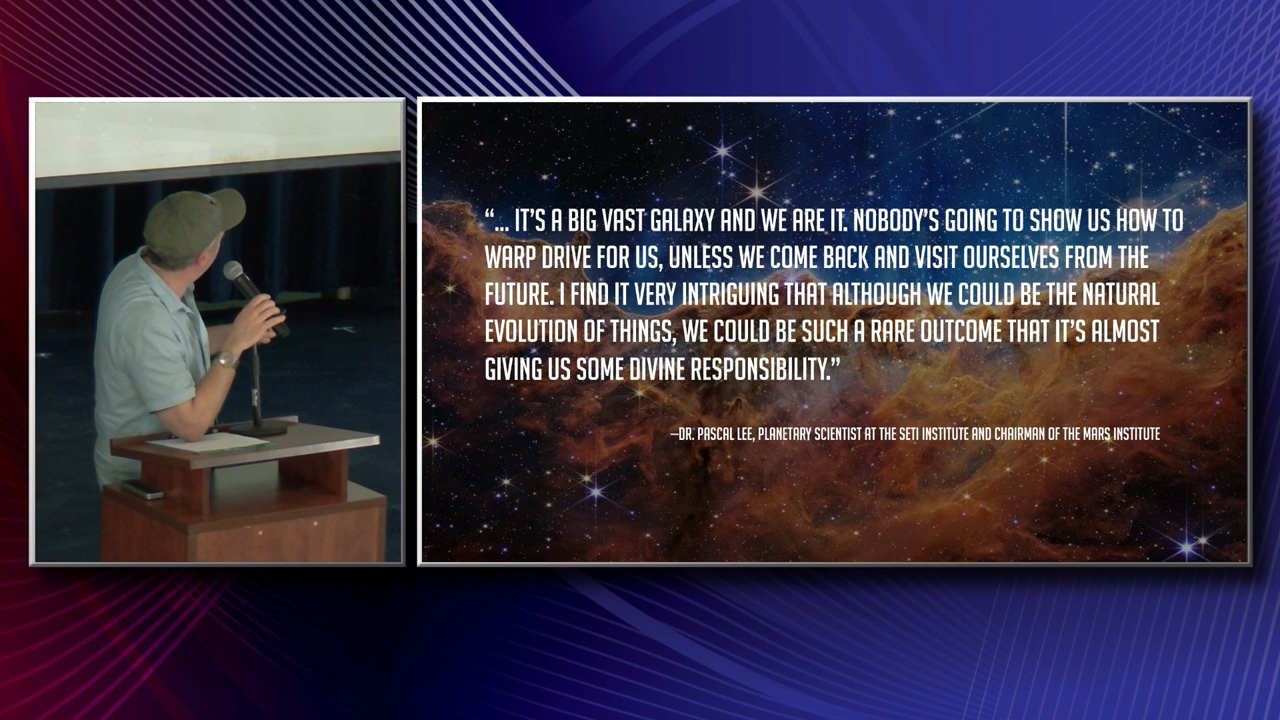 “... IT’S A BIG VAST GALAXY AND WE ARE IT. NOBODY’S GOING TO SHOW US HOW TO
WARP DRIVE FOR US, UNLESS WE COME BACK AND VISIT OURSELVES FROM THE
FUTURE. I FIND IT VERY INTRIGUING THAT ALTHOUGH WE COULD BE THE NATURAL
EVOLUTION OF THINGS, WE COULD BE SUCH A RARE OUTCOME THAT IT’S ALMOST
GIVING US SOME DIVINE RESPONSIBILITY.”
—DR. PASCAL LEE, PLANETARY SCIENTIST AT THE SETI INSTITUTE AND CHAIRMAN OF THE MARS INSTITUTE